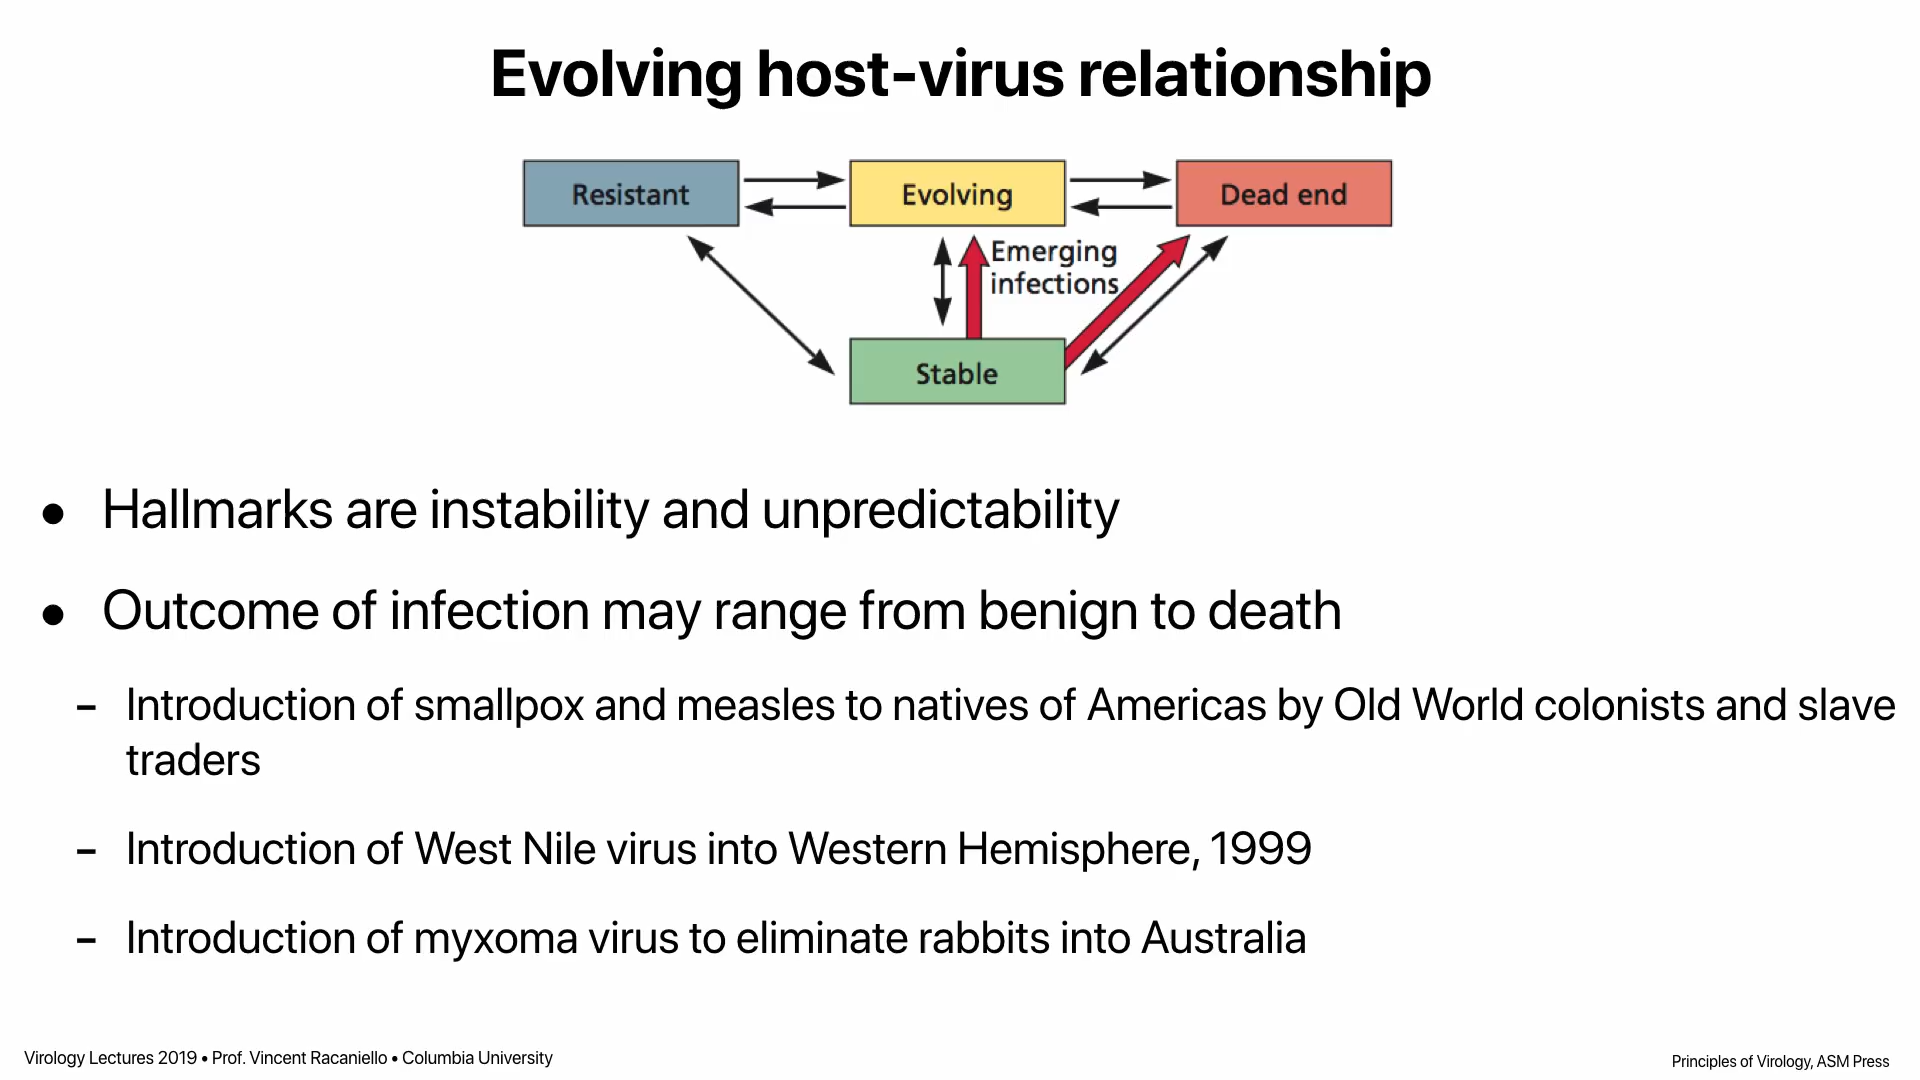 Evolving host-virus relationship
Resistant
Evolving
Dead end
Emerging
infections
Stable
• Hallmarks are instability and unpredictability
• Outcome of infection may range from benign to death
- Introduction of smallpox and measles to natives of Americas by Old World colonists and slave
traders
- Introduction of West Nile virus into Western Hemisphere, 1999
- Introduction of myxoma virus to eliminate rabbits into Australia
Virology Lectures 2019 • Prof. Vincent Racaniello • Columbia University
Principles of Virology, ASM Press